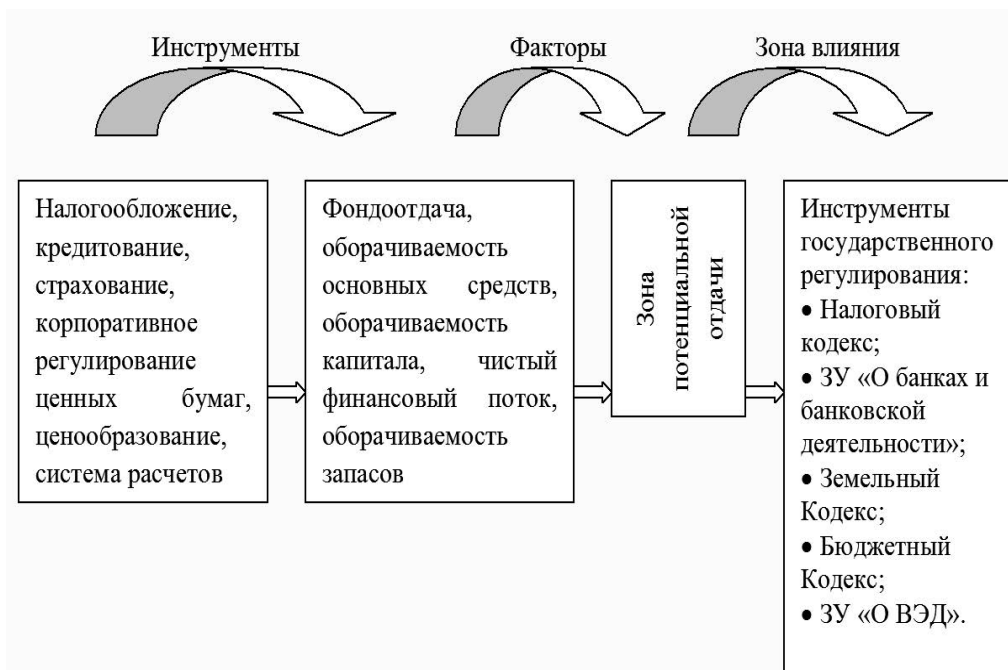 Инструменты
Факторы
Зона влияния
Налогообложение,
кредитование,
страхование,
корпоративное
регулирование
ценных бумаг,
ценообразование,
система расчетов
Фондоотдача,
оборачиваемость
основных средств,
оборачиваемость
капитала, чистый
финансовый поток,
оборачиваемость
запасов
Зона
потенциальной
отдачи
Инструменты
государственного
регулирования:
• Налоговый
кодекс;
• ЗУ «О банках и
банковской
деятельности»;
• Земельный
Кодекс;
• Бюджетный
Кодекс;
• ЗУ «О ВЭД».